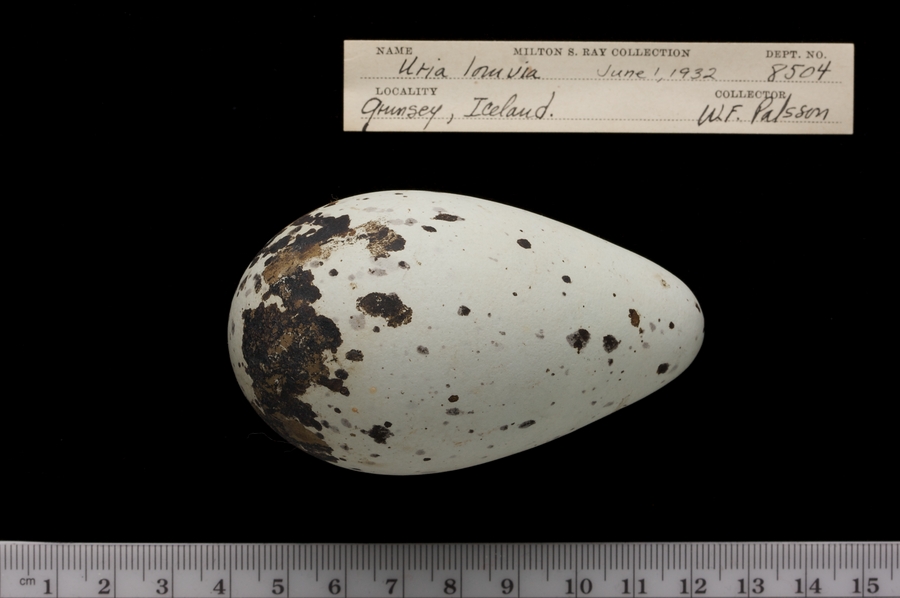 NAME MILTON S. RAY COLLECTION DEPT. NO.
Uria lomvia June 1, 1932 8504
LOCALITY COLLECTOR
Grimsey, Iceland. W.F. Palsson
cm 1 2 3 4 5 6 7 8 9 10 11 12 13 14 15